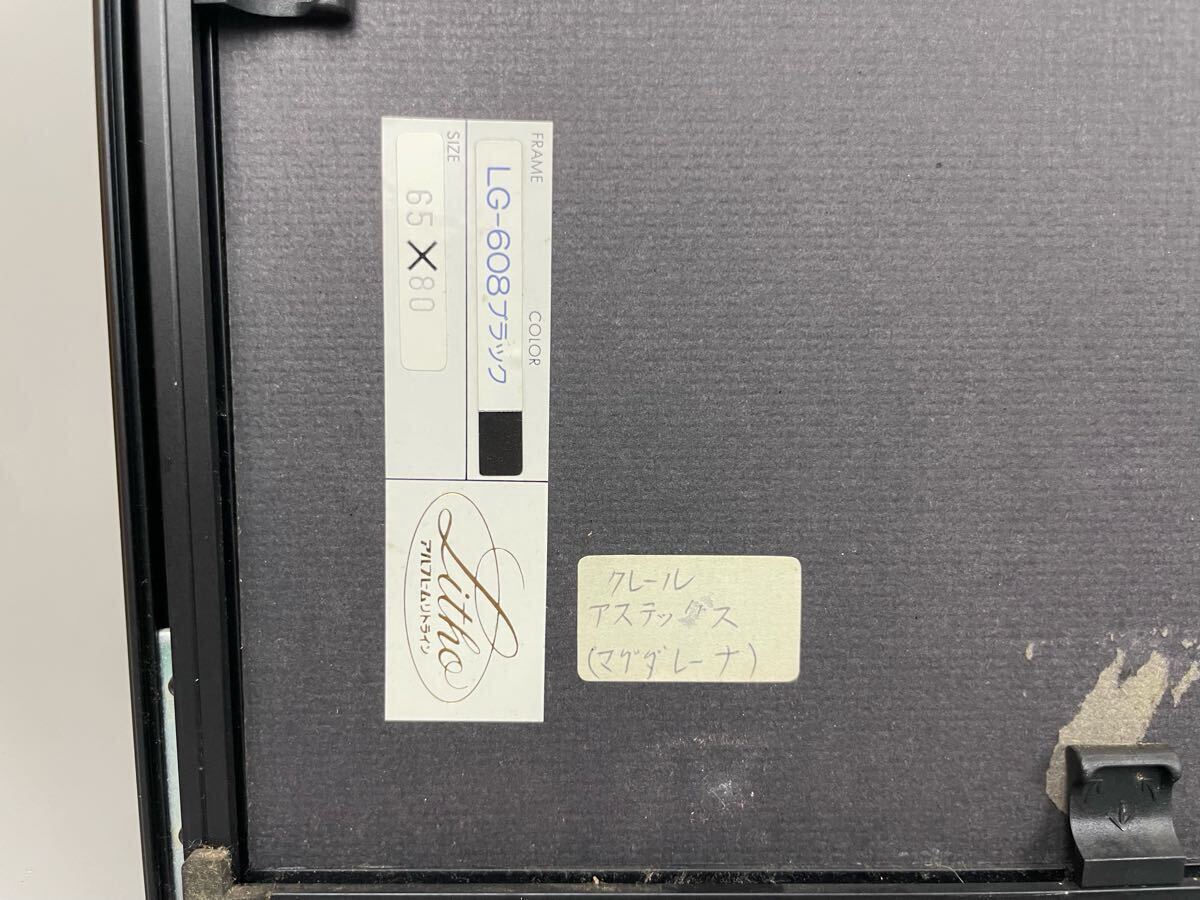 FRAME
COLOR
LG-608ブラック
SIZE
65×80
Litho
アルフレームリトライン
クレール
アステックス
(マグダレーナ)